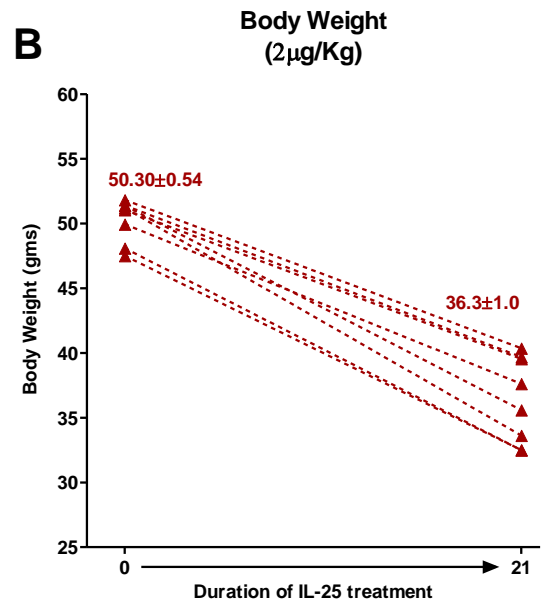 B
Body Weight
(2μg/Kg)
60
55
50.30±0.54
50
45
36.3±1.0
40
35
30
25
Body Weight (gms)
0 21
Duration of IL-25 treatment